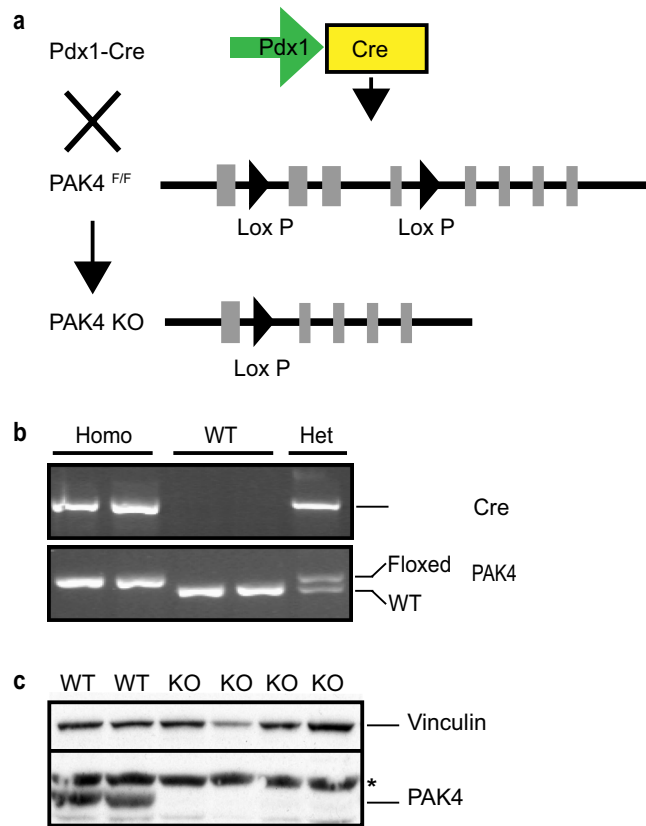 a
Pdx1-Cre
Pdx1
Cre
PAK4 F/F
Lox P
Lox P
PAK4 KO
Lox P
b
Homo
WT
Het
Cre
Floxed
PAK4
WT
c
WT WT KO KO KO KO
Vinculin
*
PAK4